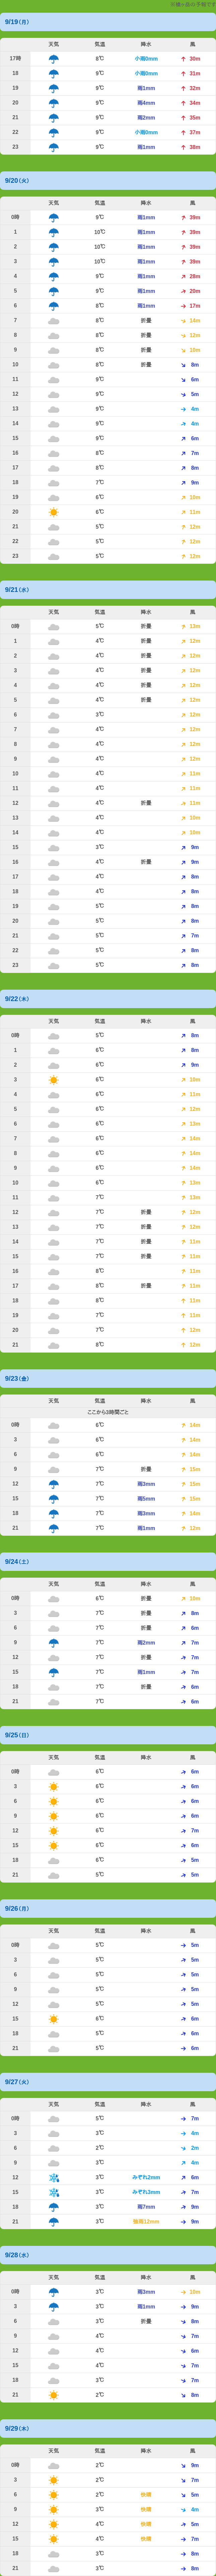 9/19(月)
天気 気温 降水 風
17時 8℃ 小雨0mm 30m
18 9℃ 小雨0mm 31m
19 9℃ 雨1mm 32m
20 9℃ 雨4mm 34m
21 9℃ 雨2mm 35m
22 9℃ 小雨0mm 37m
23 9℃ 雨1mm 38m
9/20(火)
天気 気温 降水 風
0時 9℃ 雨1mm 39m
1 10℃ 雨1mm 39m
2 10℃ 雨1mm 39m
3 10℃ 雨1mm 39m
4 9℃ 雨1mm 28m
5 9℃ 雨1mm 20m
6 8℃ 雨1mm 17m
7 8℃ 折畳 14m
8 8℃ 折畳 12m
9 8℃ 折畳 10m
10 8℃ 折畳 8m
11 9℃ 6m
12 9℃ 5m
13 9℃ 4m
14 9℃ 4m
15 9℃ 6m
16 8℃ 7m
17 8℃ 8m
18 7℃ 9m
19 6℃ 10m
20 6℃ 11m
21 5℃ 12m
22 5℃ 12m
23 5℃ 12m
9/21(水)
天気 気温 降水 風
0時 5℃ 折畳 13m
1 4℃ 折畳 12m
2 4℃ 折畳 12m
3 4℃ 折畳 12m
4 4℃ 折畳 12m
5 4℃ 折畳 12m
6 3℃ 12m
7 4℃ 12m
8 4℃ 12m
9 4℃ 12m
10 4℃ 11m
11 4℃ 11m
12 4℃ 折畳 11m
13 4℃ 10m
14 4℃ 10m
15 3℃ 9m
16 4℃ 折畳 9m
17 4℃ 8m
18 4℃ 8m
19 5℃ 8m
20 5℃ 8m
21 5℃ 7m
22 5℃ 8m
23 5℃ 8m
9/22(木)
天気 気温 降水 風
0時 5℃ 8m
1 6℃ 8m
2 6℃ 9m
3 6℃ 10m
4 6℃ 11m
5 6℃ 12m
6 6℃ 13m
7 6℃ 14m
8 6℃ 14m
9 6℃ 14m
10 6℃ 13m
11 7℃ 13m
12 7℃ 折畳 12m
13 7℃ 折畳 12m
14 7℃ 折畳 11m
15 7℃ 折畳 11m
16 8℃ 11m
17 8℃ 折畳 11m
18 8℃ 11m
19 7℃ 11m
20 7℃ 12m
21 8℃ 12m
9/23(金)
天気 気温 降水 風
ここから3時間ごと
0時 6℃ 14m
3 6℃ 14m
6 6℃ 14m
9 7℃ 折畳 15m
12 7℃ 雨3mm 15m
15 7℃ 雨5mm 15m
18 7℃ 雨3mm 14m
21 7℃ 雨1mm 12m
9/24(土)
天気 気温 降水 風
0時 6℃ 折畳 10m
3 7℃ 折畳 8m
6 7℃ 折畳 6m
9 7℃ 雨2mm 7m
12 7℃ 折畳 7m
15 7℃ 雨1mm 7m
18 6℃ 折畳 6m
21 7℃ 6m
9/25(日)
天気 気温 降水 風
0時 6℃ 6m
3 6℃ 6m
6 6℃ 6m
9 6℃ 6m
12 6℃ 7m
15 6℃ 6m
18 6℃ 5m
21 5℃ 5m
9/26(月)
天気 気温 降水 風
0時 5℃ 5m
3 5℃ 5m
6 5℃ 5m
9 5℃ 5m
12 5℃ 5m
15 6℃ 6m
18 5℃ 6m
21 5℃ 6m
9/27(火)
天気 気温 降水 風
0時 5℃ 7m
3 3℃ 4m
6 2℃ 2m
9 3℃ 4m
12 3℃ みぞれ2mm 6m
15 3℃ みぞれ3mm 7m
18 3℃ 雨7mm 9m
21 3℃ 強雨12mm 9m
9/28(水)
天気 気温 降水 風
0時 3℃ 雨3mm 10m
3 3℃ 雨1mm 9m
6 3℃ 折畳 8m
9 4℃ 7m
12 4℃ 6m
15 4℃ 7m
18 3℃ 7m
21 2℃ 8m
9/29(木)
天気 気温 降水 風
0時 2℃ 9m
3 2℃ 7m
6 2℃ 快晴 5m
9 3℃ 快晴 4m
12 4℃ 快晴 5m
15 4℃ 快晴 7m
18 3℃ 8m
21 3℃ 8m